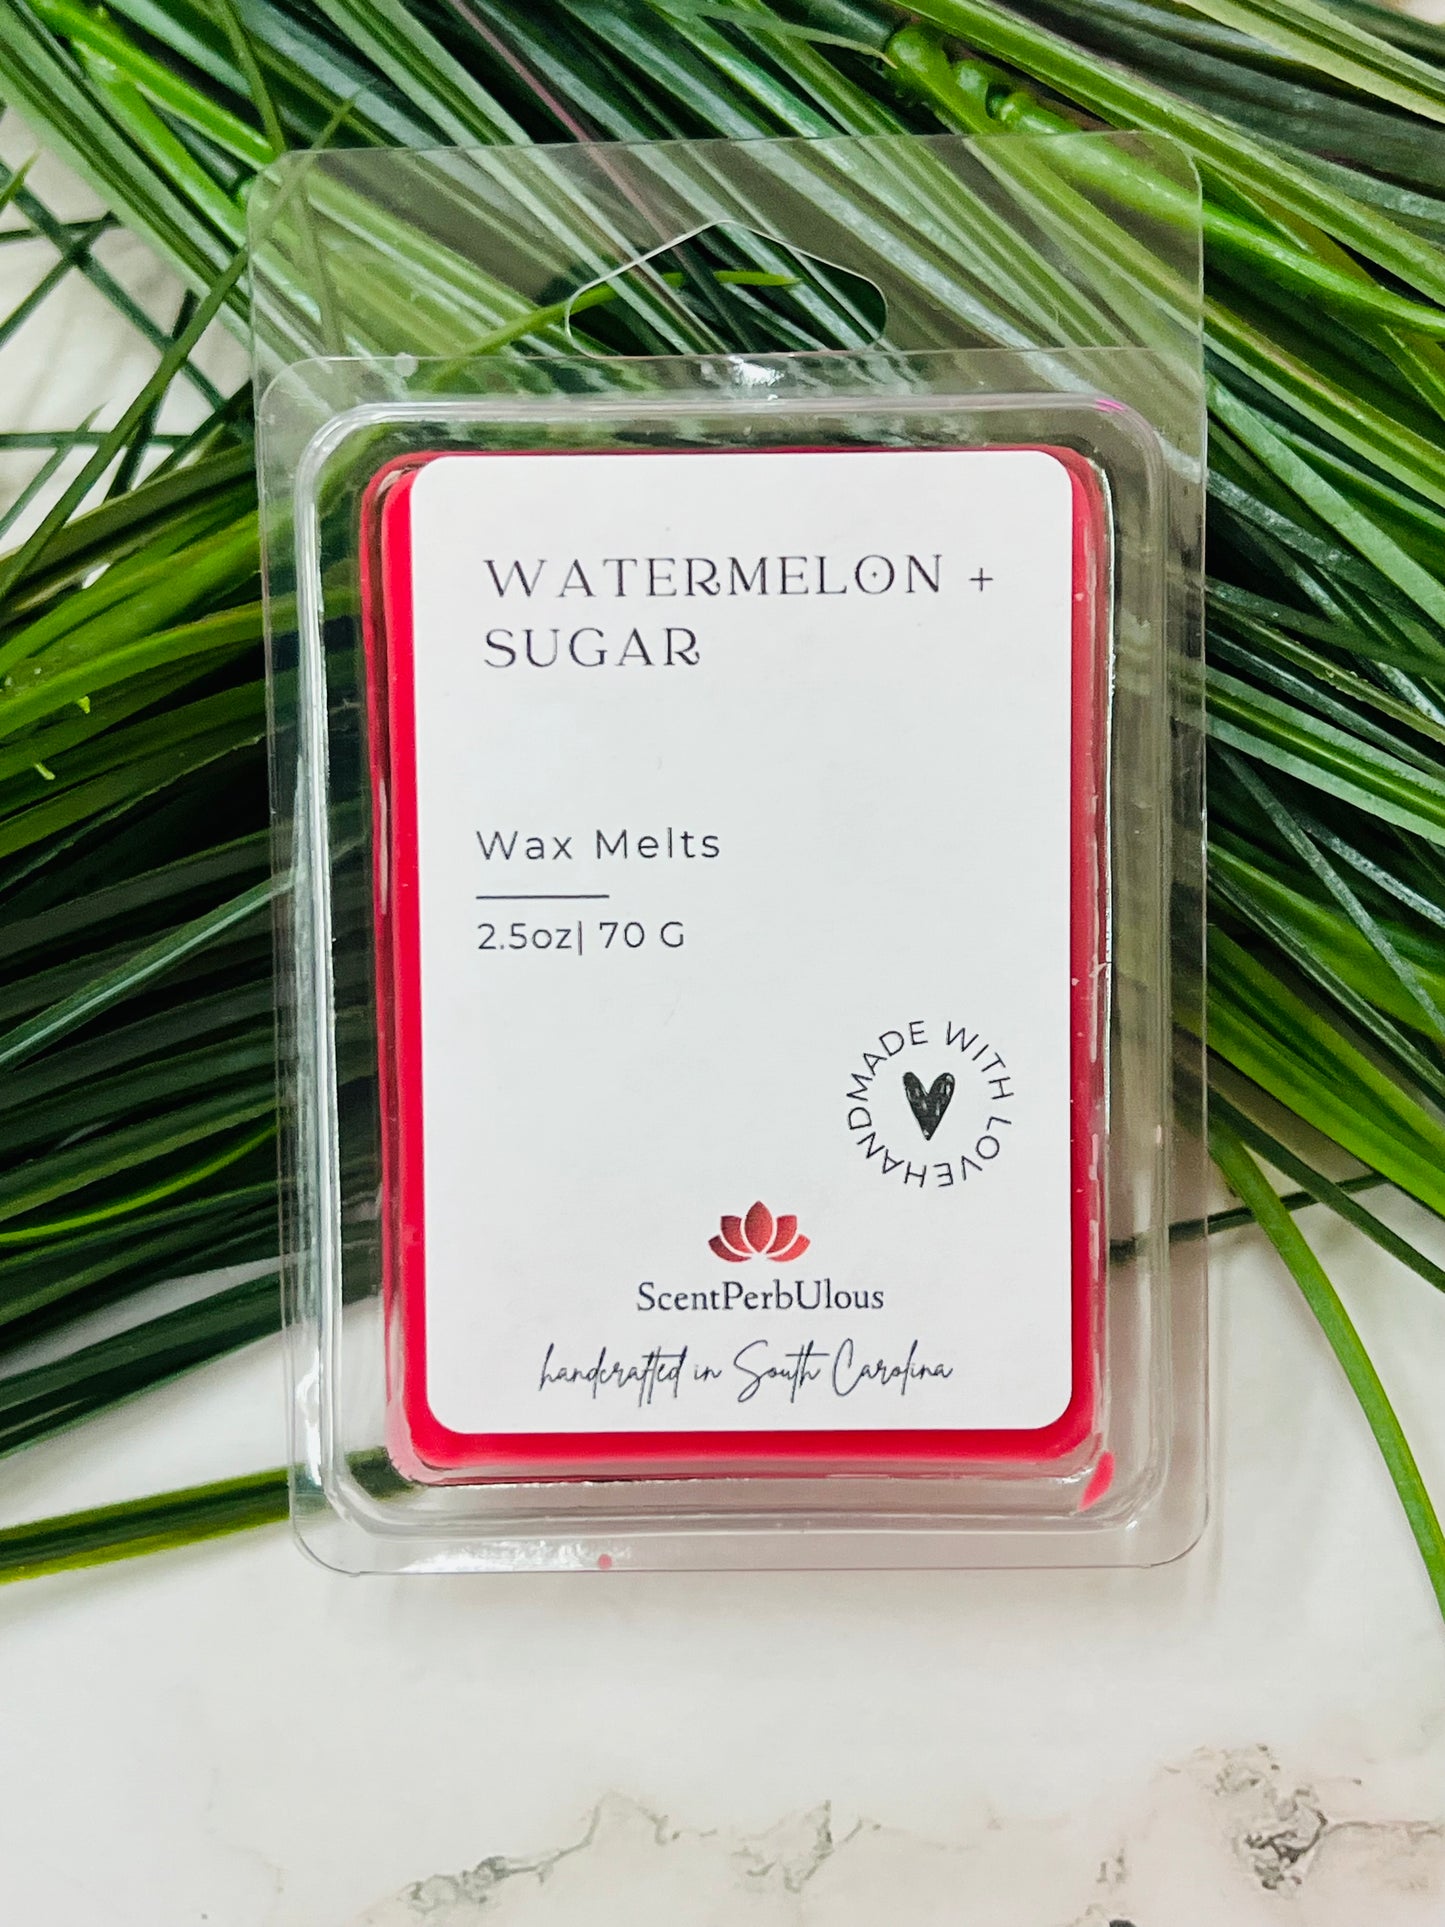 WATERMELON +
SUGAR
Wax Melts
2.5oz| 70 G
HANDMADE WITH LOVE
ScentPerbUlous
handcrafted in South Carolina